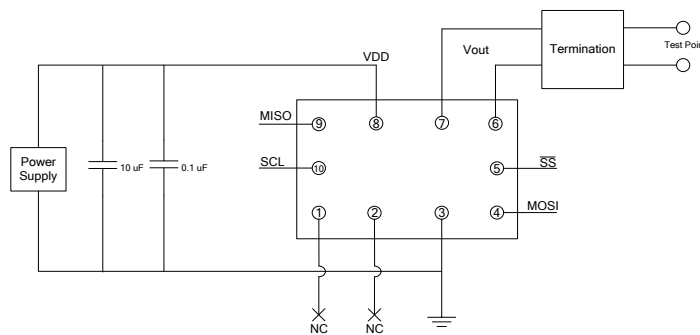 Termination
Test Poin
Vout
VDD
MISO
9
8
7
6
Power
Supply
10 uF
0.1 uF
SCL
10
5
SS
1
2
3
4
MOSI
NC
NC